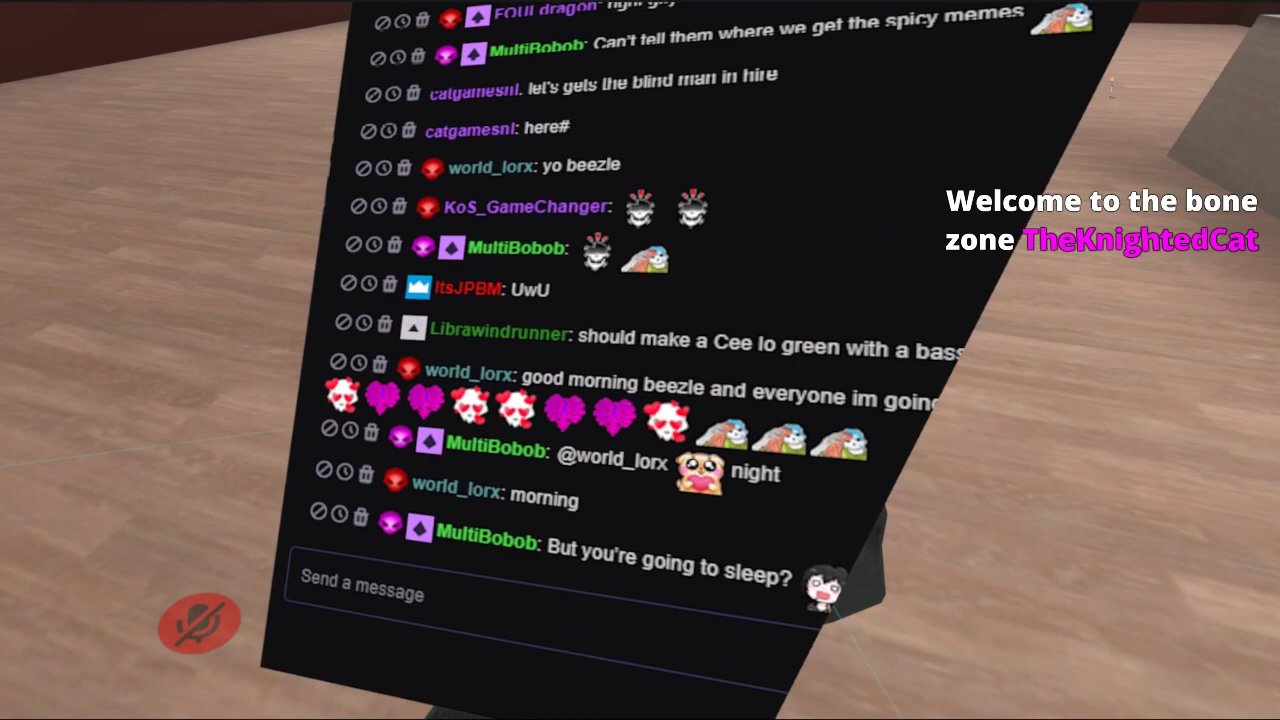 FOUl dragon: right
MultiBobob: Can't tell them where we get the spicy memes
catgamesnl: let's gets the blind man in hire
catgamesnl: here#
world_lorx: yo beezle
KoS_GameChanger:
MultiBobob:
ItsJPBM: UwU
Librawindrunner: should make a Cee lo green with a bass
world_lorx: good morning beezle and everyone im going
MultiBobob: @world_lorx night
world_lorx: morning
MultiBobob: But you're going to sleep?
Send a message
Welcome to the bone
zone TheKnightedCat